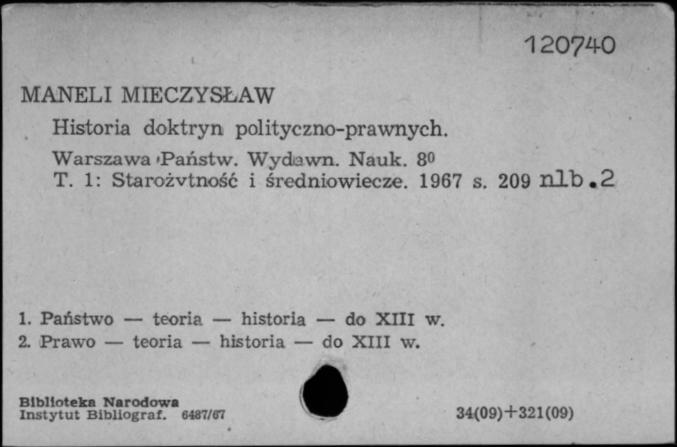 120740
MANELI MIECZYSŁAW
Historia doktryn polityczno-prawnych.
Warszawa Państw. Wydawn. Nauk. 8⁰
T. 1: Starożvtność i średniowiecze. 1967 s. 209 nlb.2
1. Państwo — teoria — historia — do XIII w.
2. Prawo — teoria — historia — do XIII w.
Biblioteka Narodowa
Instytut Bibliograf. 6487/67
34(09)+321(09)